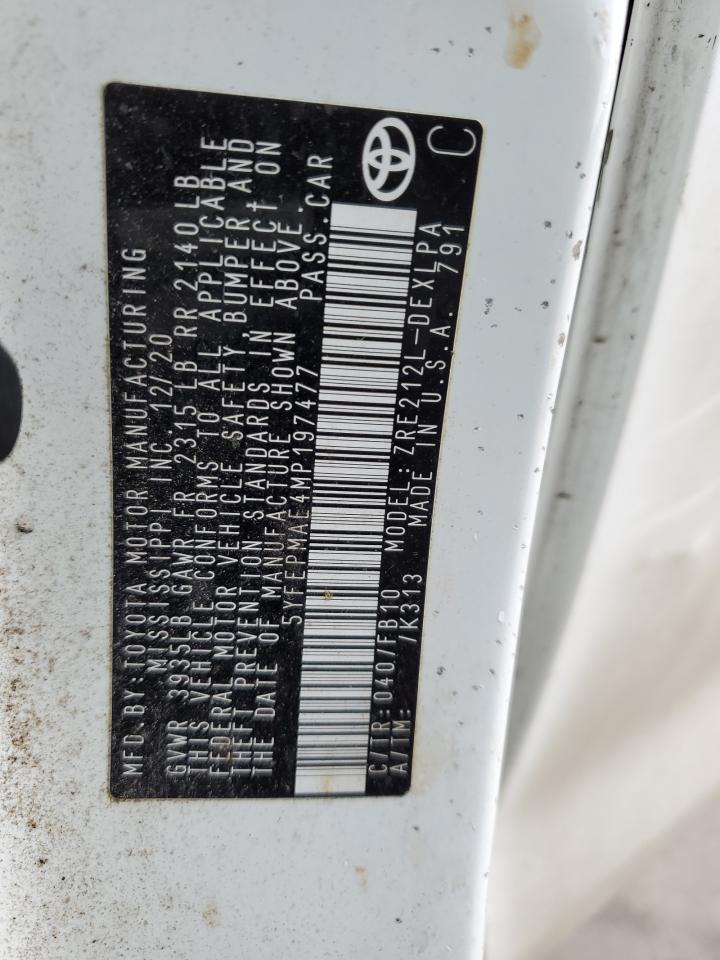 MFD.BY:TOYOTA MOTOR MANUFACTURING
MISSISSIPPI INC.12/20
GVWR 3935LB GAWR FR 2315LB RR 2140LB
THIS VEHICLE CONFORMS TO ALL APPLICABLE
FEDERAL MOTOR VEHICLE SAFETY, BUMPER, AND
THEFT PREVENTION STANDARDS IN EFFECT ON
THE DATE OF MANUFACTURE SHOWN ABOVE.
5YFEPMAE4MP197477 PASS.CAR
C/TR:040/FB10 MODEL:ZRE212L-DEXLPA
A/TM: /K313 MADE IN U.S.A. 791
C